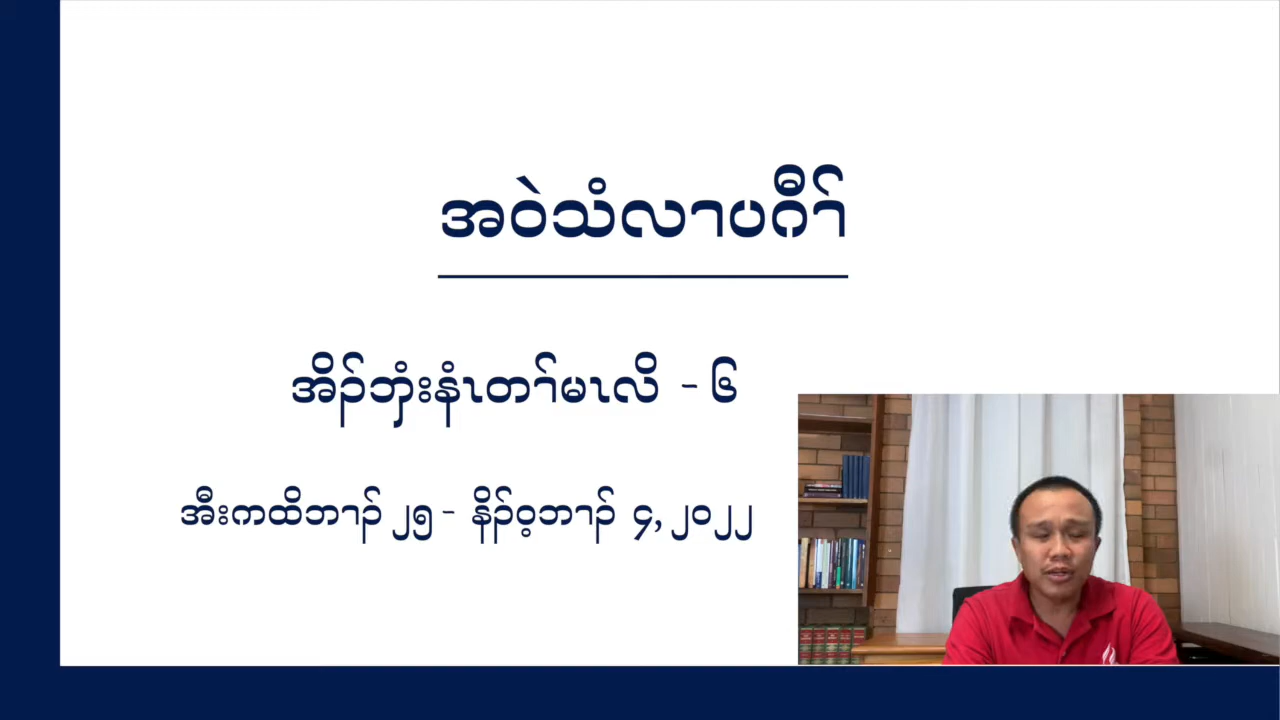 အဝဲသံလၢပဂီၢ်
အိၣ်ဘှံးနံၤတၢ်မၤလိ - ၆
အီးကထိဘၢၣ် ၂၅ - နိၣ်ဝ့ဘၢၣ် ၄, ၂၀၂၂